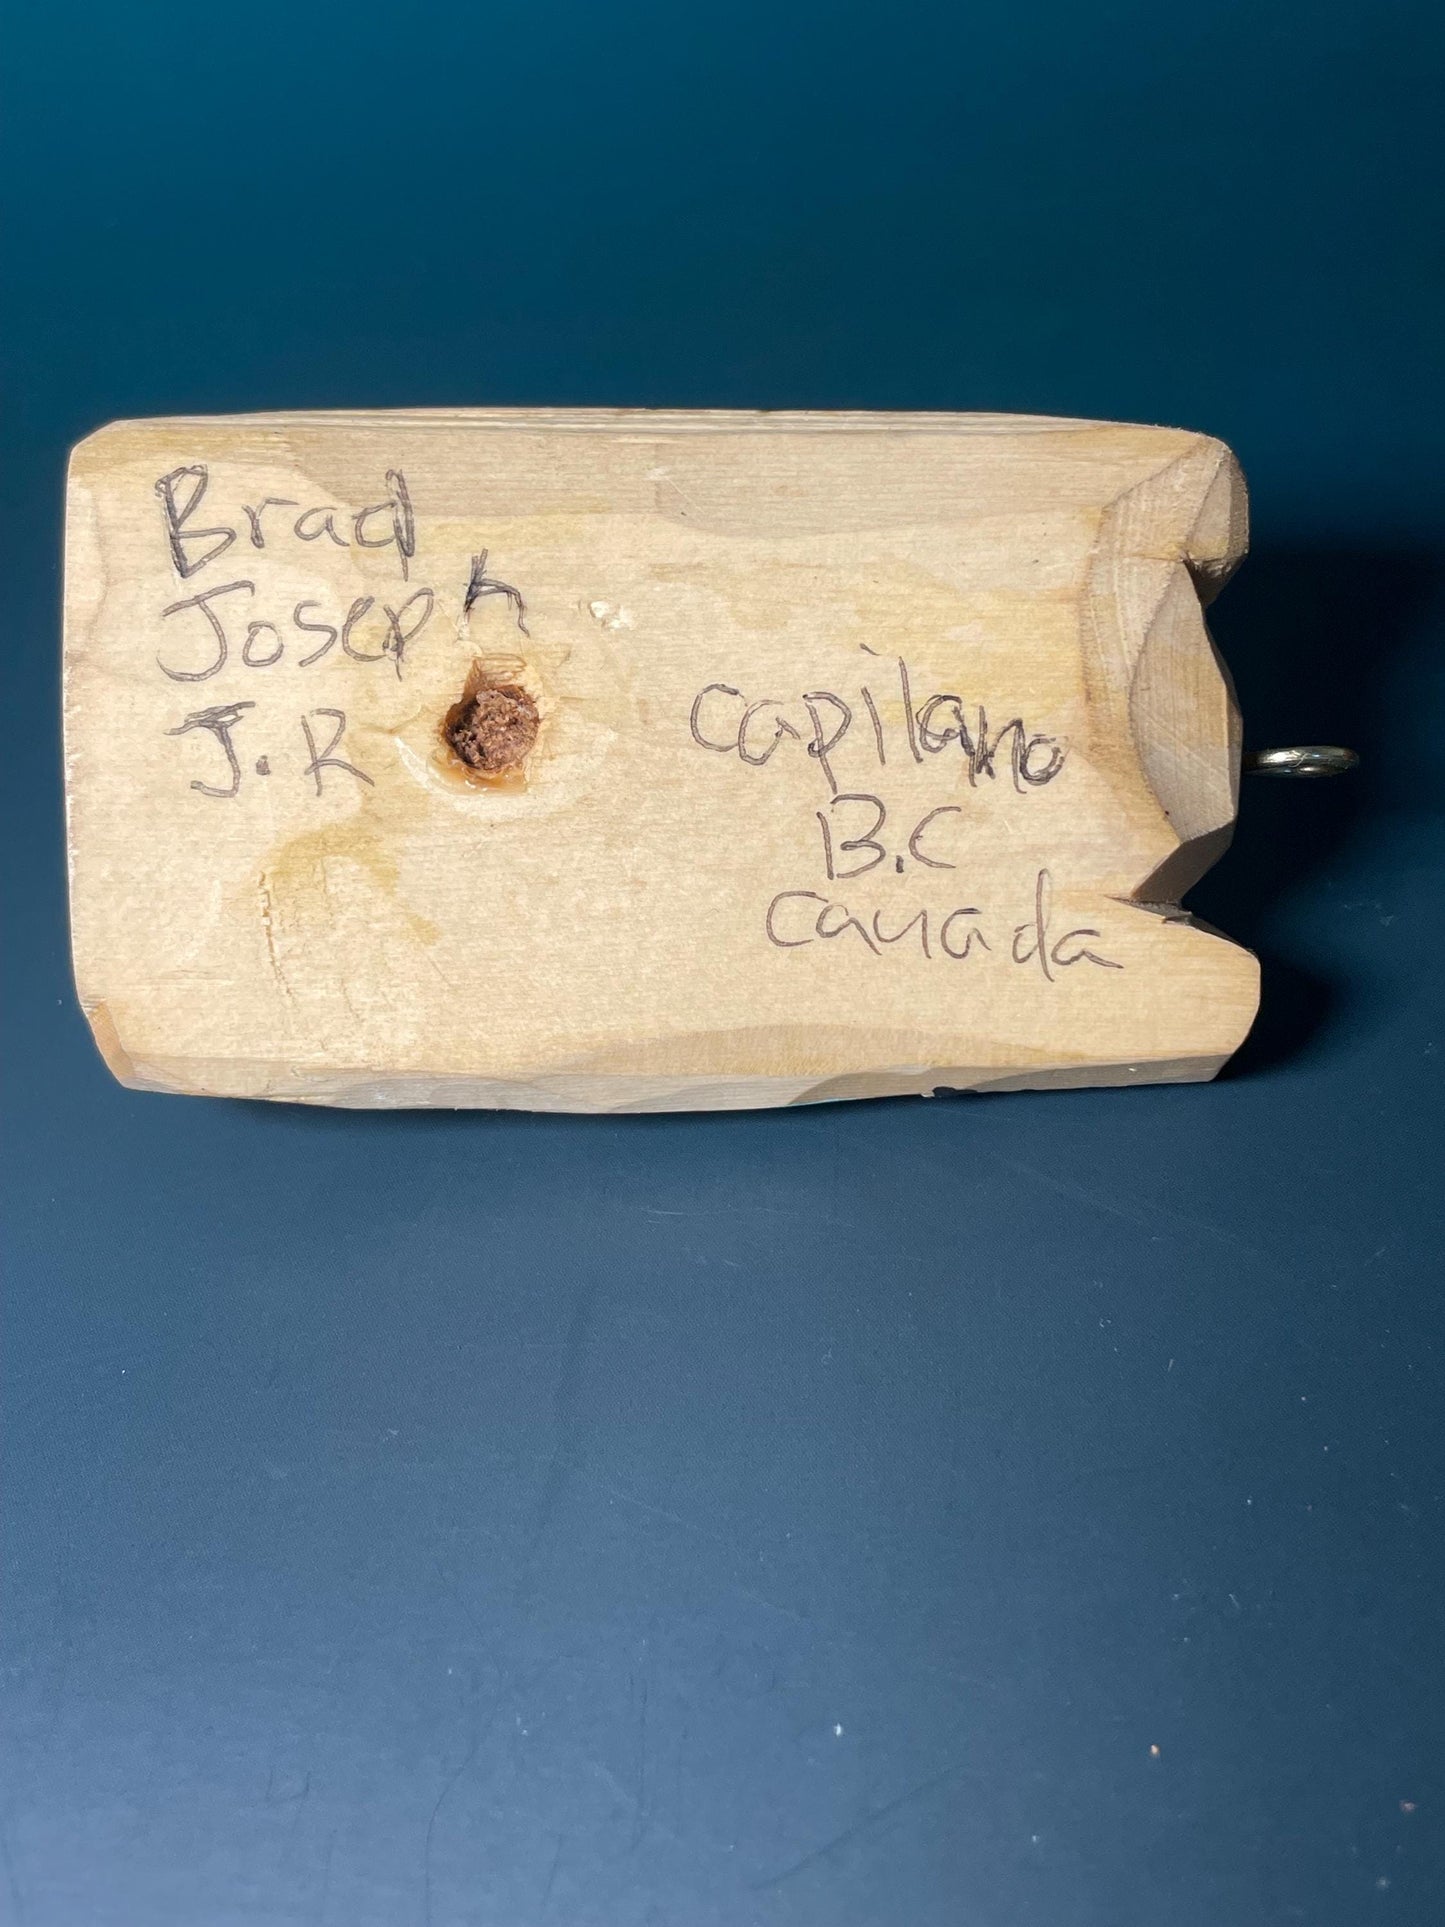 Brad
Joseph
J.R
Capilano
B.C
Canada